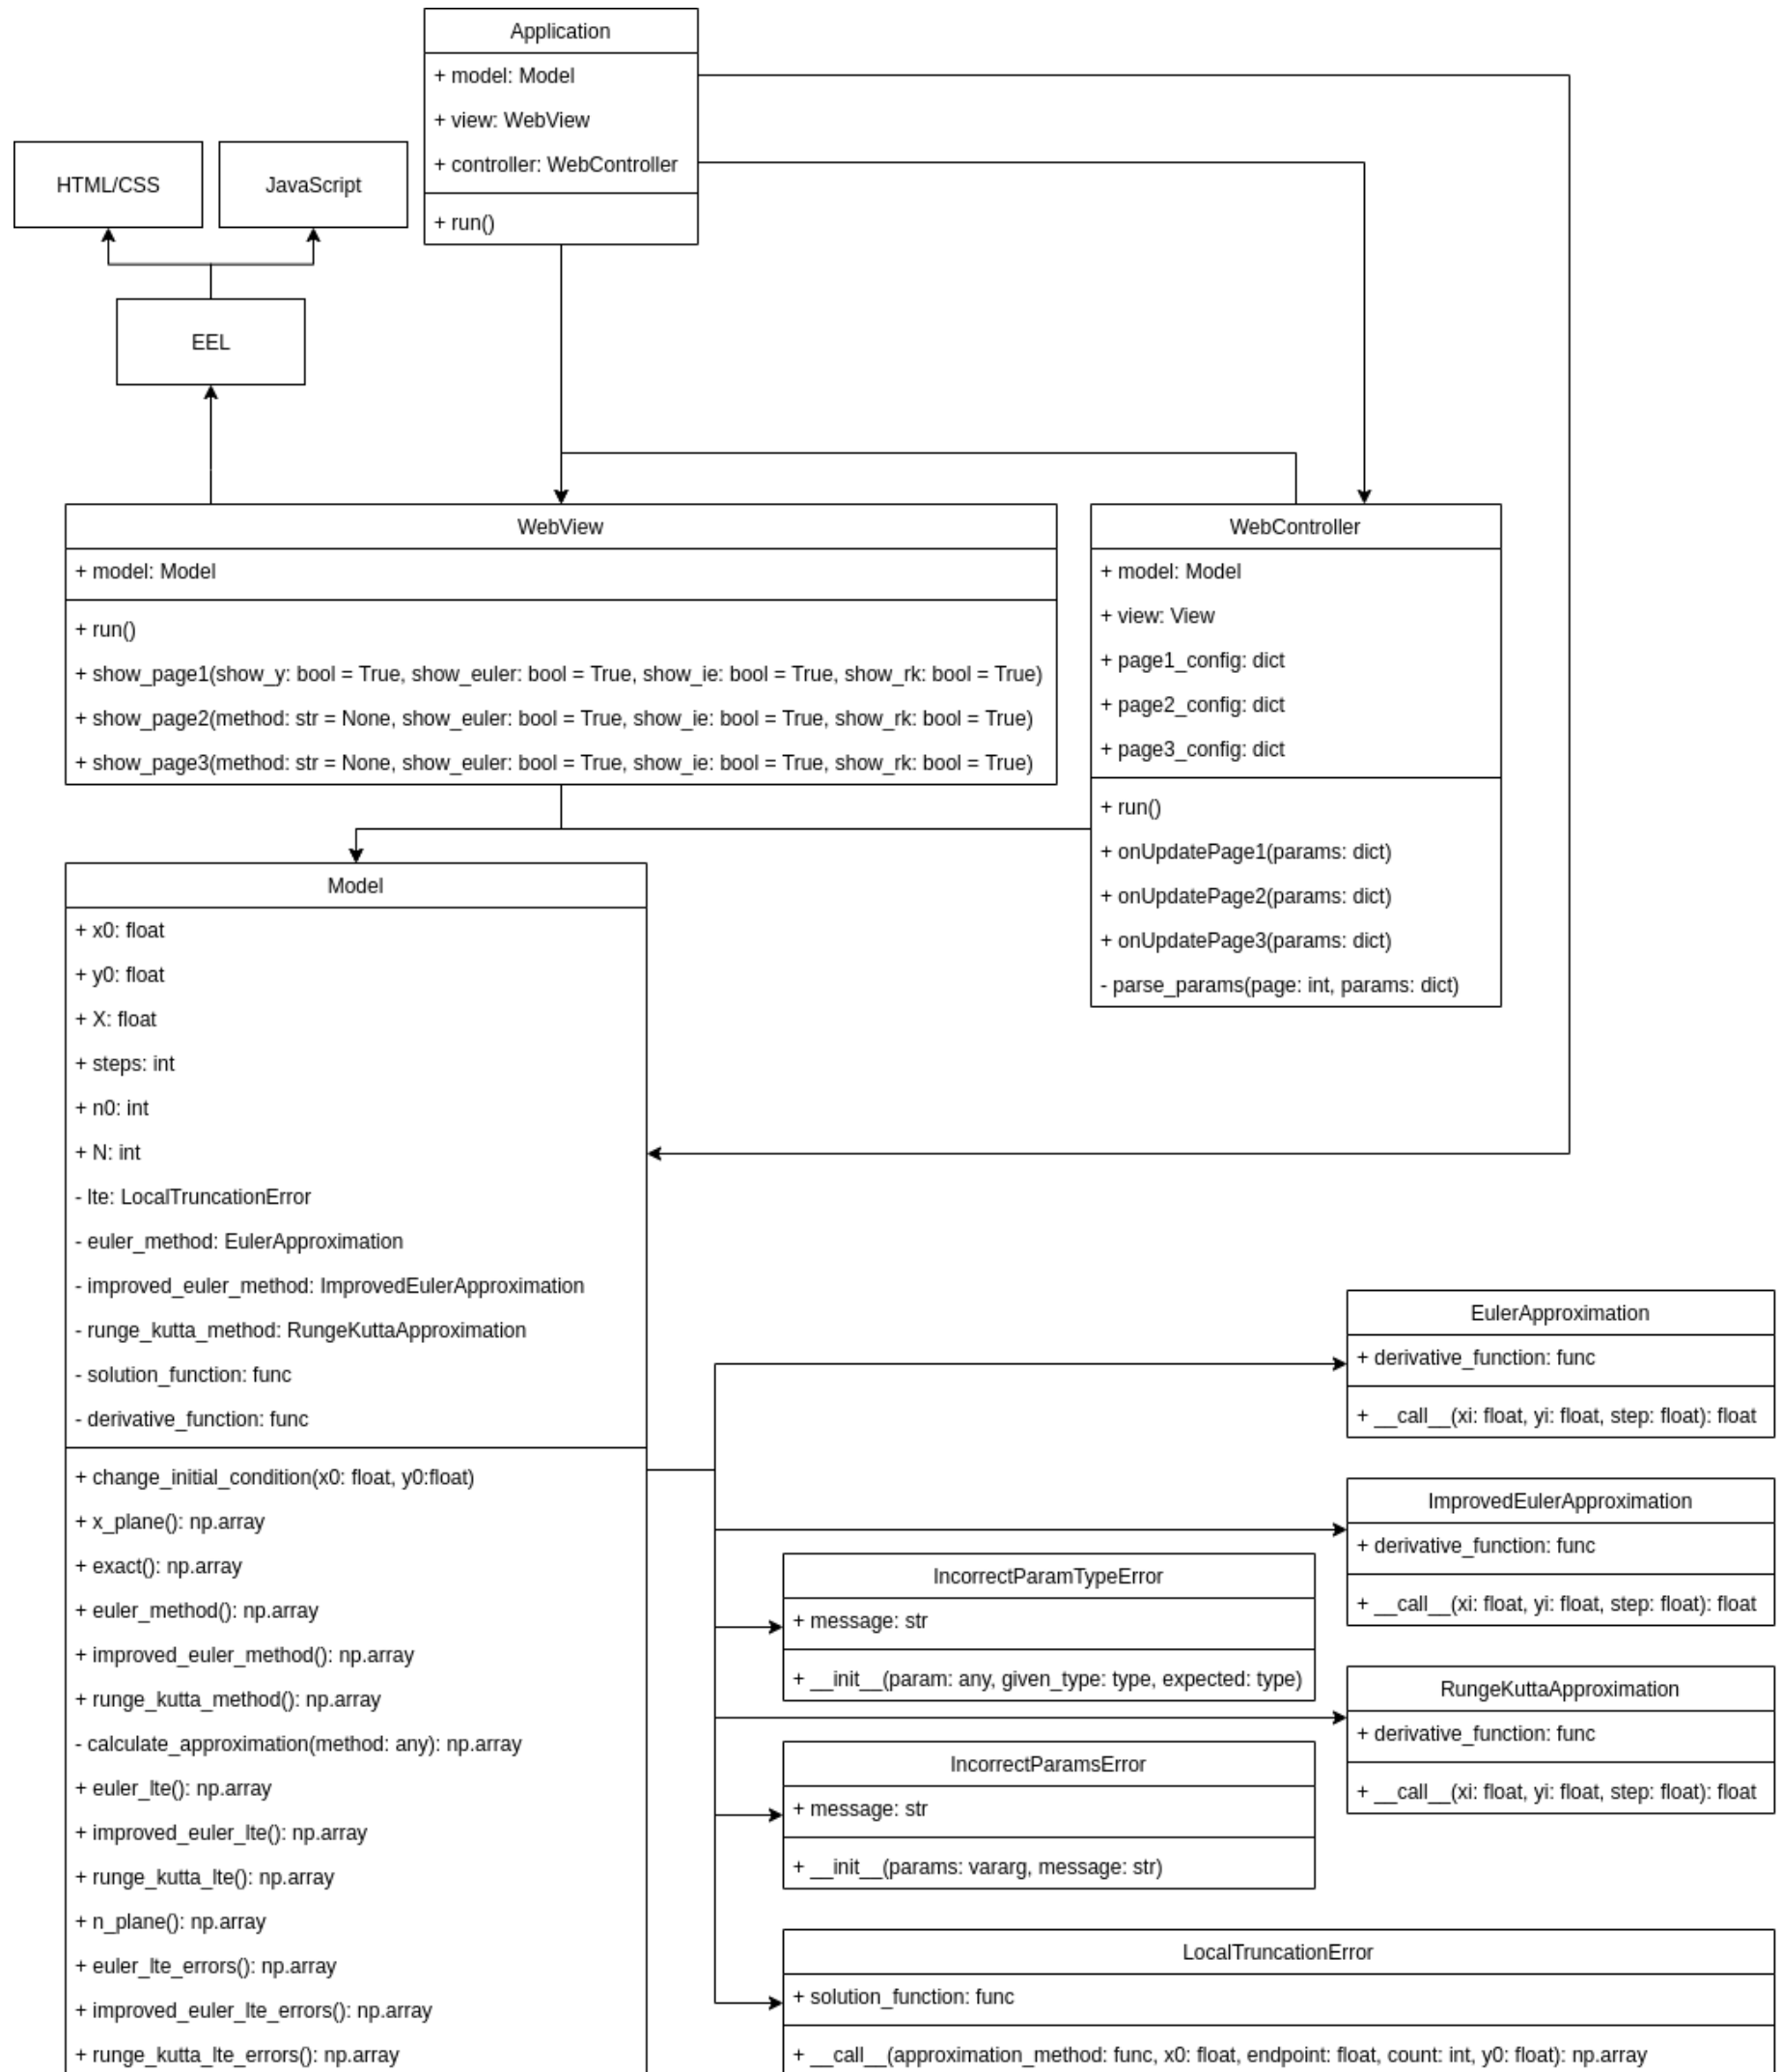 Application
+ model: Model
+ view: WebView
+ controller: WebController
+ run()
HTML/CSS
JavaScript
EEL
WebView
+ model: Model
+ run()
+ show_page1(show_y: bool = True, show_euler: bool = True, show_ie: bool = True, show_rk: bool = True)
+ show_page2(method: str = None, show_euler: bool = True, show_ie: bool = True, show_rk: bool = True)
+ show_page3(method: str = None, show_euler: bool = True, show_ie: bool = True, show_rk: bool = True)
WebController
+ model: Model
+ view: View
+ page1_config: dict
+ page2_config: dict
+ page3_config: dict
+ run()
+ onUpdatePage1(params: dict)
+ onUpdatePage2(params: dict)
+ onUpdatePage3(params: dict)
- parse_params(page: int, params: dict)
Model
+ x0: float
+ y0: float
+ X: float
+ steps: int
+ n0: int
+ N: int
- lte: LocalTruncationError
- euler_method: EulerApproximation
- improved_euler_method: ImprovedEulerApproximation
- runge_kutta_method: RungeKuttaApproximation
- solution_function: func
- derivative_function: func
+ change_initial_condition(x0: float, y0:float)
+ x_plane(): np.array
+ exact(): np.array
+ euler_method(): np.array
+ improved_euler_method(): np.array
+ runge_kutta_method(): np.array
- calculate_approximation(method: any): np.array
+ euler_lte(): np.array
+ improved_euler_lte(): np.array
+ runge_kutta_lte(): np.array
+ n_plane(): np.array
+ euler_lte_errors(): np.array
+ improved_euler_lte_errors(): np.array
+ runge_kutta_lte_errors(): np.array
EulerApproximation
+ derivative_function: func
+ __call__(xi: float, yi: float, step: float): float
ImprovedEulerApproximation
+ derivative_function: func
+ __call__(xi: float, yi: float, step: float): float
IncorrectParamTypeError
+ message: str
+ __init__(param: any, given_type: type, expected: type)
RungeKuttaApproximation
+ derivative_function: func
+ __call__(xi: float, yi: float, step: float): float
IncorrectParamsError
+ message: str
+ __init__(params: vararg, message: str)
LocalTruncationError
+ solution_function: func
+ __call__(approximation_method: func, x0: float, endpoint: float, count: int, y0: float): np.array